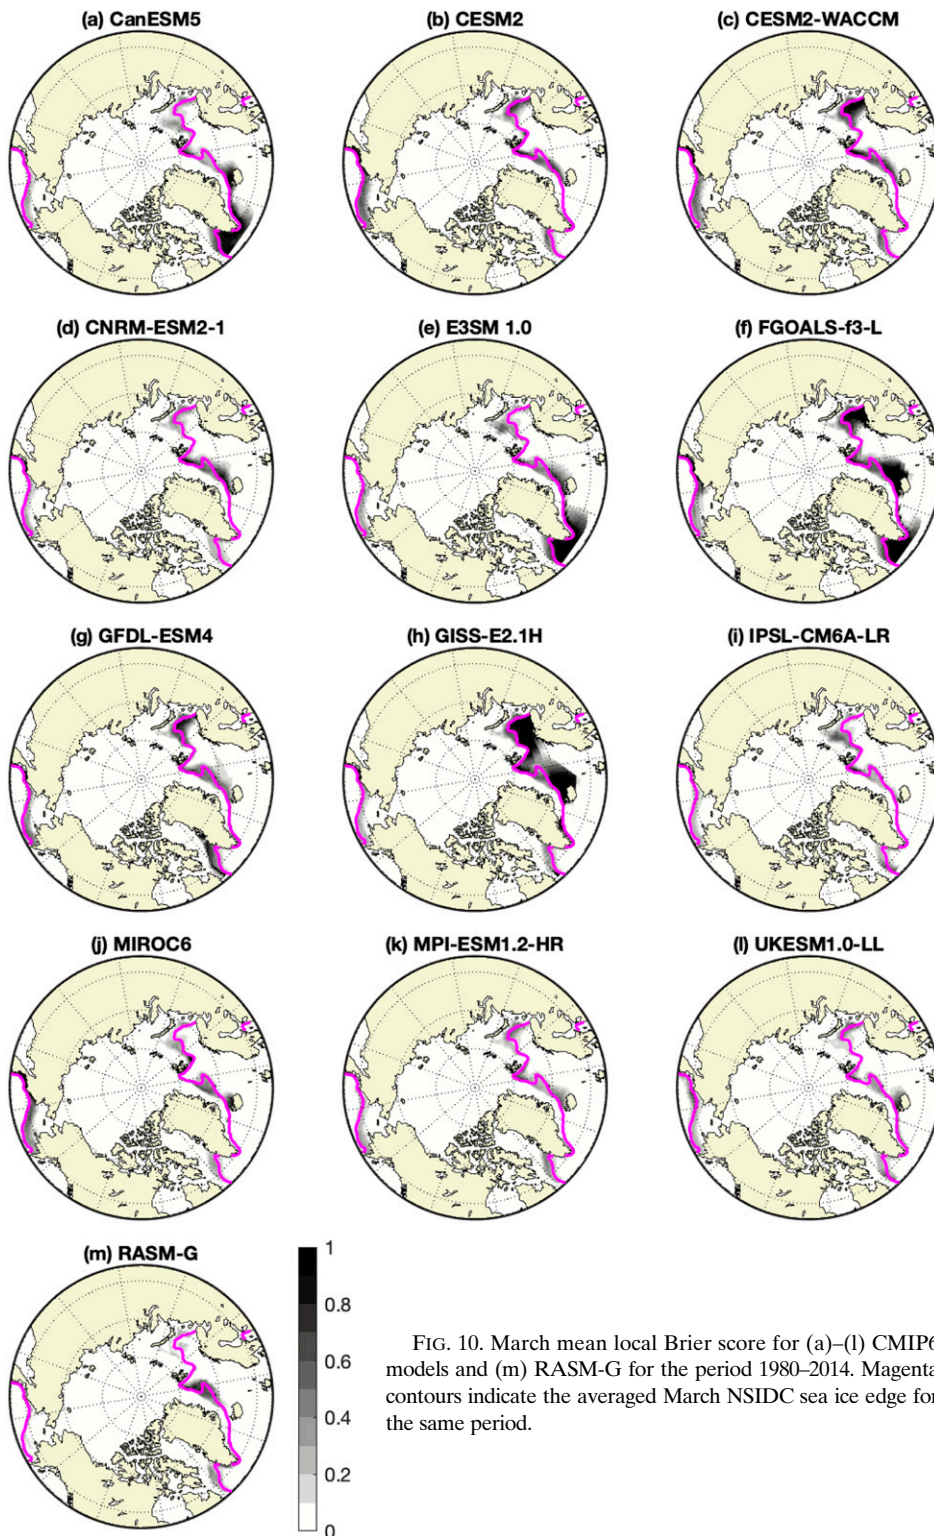 (a) CanESM5
(b) CESM2
(c) CESM2-WACCM
(d) CNRM-ESM2-1
(e) E3SM 1.0
(f) FGOALS-f3-L
(g) GFDL-ESM4
(h) GISS-E2.1H
(i) IPSL-CM6A-LR
(j) MIROC6
(k) MPI-ESM1.2-HR
(l) UKESM1.0-LL
(m) RASM-G
1
0.8
0.6
0.4
0.2
0
FIG. 10. March mean local Brier score for (a)–(l) CMIP6
models and (m) RASM-G for the period 1980–2014. Magenta
contours indicate the averaged March NSIDC sea ice edge for
the same period.